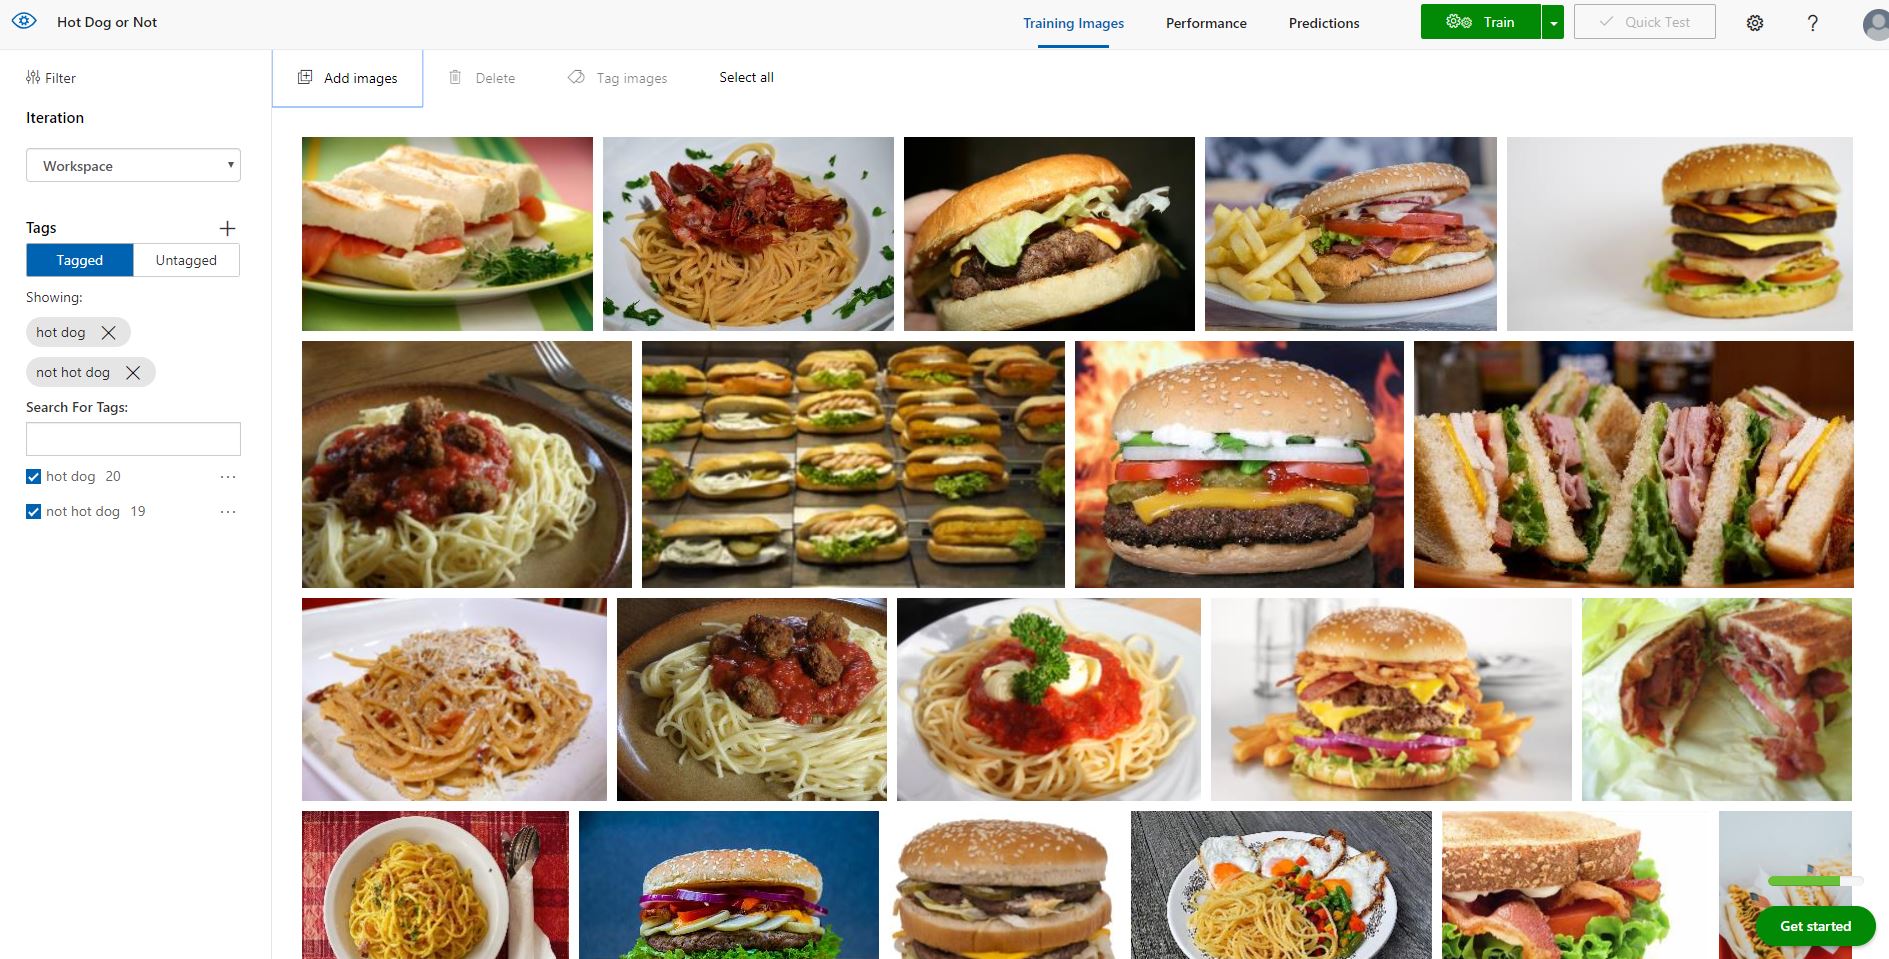 Hot Dog or Not
Training Images
Performance
Predictions
Train
Quick Test
?
Filter
Add images
Delete
Tag images
Select all
Iteration
Workspace
Tags
Tagged
Untagged
Showing:
hot dog
not hot dog
Search For Tags:
hot dog 20
not hot dog 19
Get started